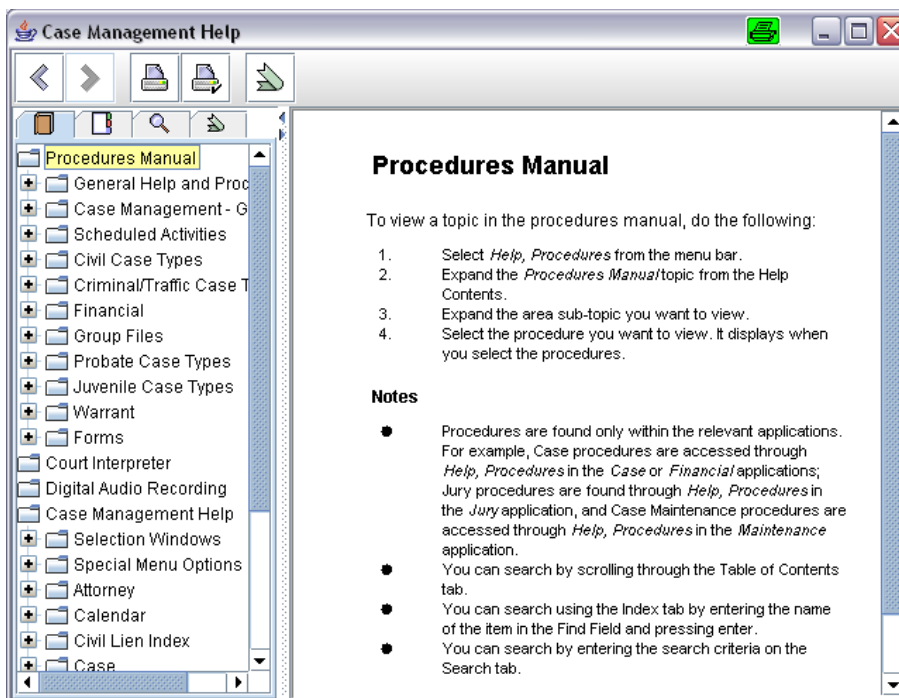 Case Management Help
Procedures Manual
General Help and Proc
Case Management - G
Scheduled Activities
Civil Case Types
Criminal/Traffic Case T
Financial
Group Files
Probate Case Types
Juvenile Case Types
Warrant
Forms
Court Interpreter
Digital Audio Recording
Case Management Help
Selection Windows
Special Menu Options
Attorney
Calendar
Civil Lien Index
Case
Procedures Manual
To view a topic in the procedures manual, do the following:
1. Select Help, Procedures from the menu bar.
2. Expand the Procedures Manual topic from the Help
Contents.
3. Expand the area sub-topic you want to view.
4. Select the procedure you want to view. It displays when
you select the procedures.
Notes
● Procedures are found only within the relevant applications.
For example, Case procedures are accessed through
Help, Procedures in the Case or Financial applications;
Jury procedures are found through Help, Procedures in
the Jury application, and Case Maintenance procedures are
accessed through Help, Procedures in the Maintenance
application.
● You can search by scrolling through the Table of Contents
tab.
● You can search using the Index tab by entering the name
of the item in the Find Field and pressing enter.
● You can search by entering the search criteria on the
Search tab.